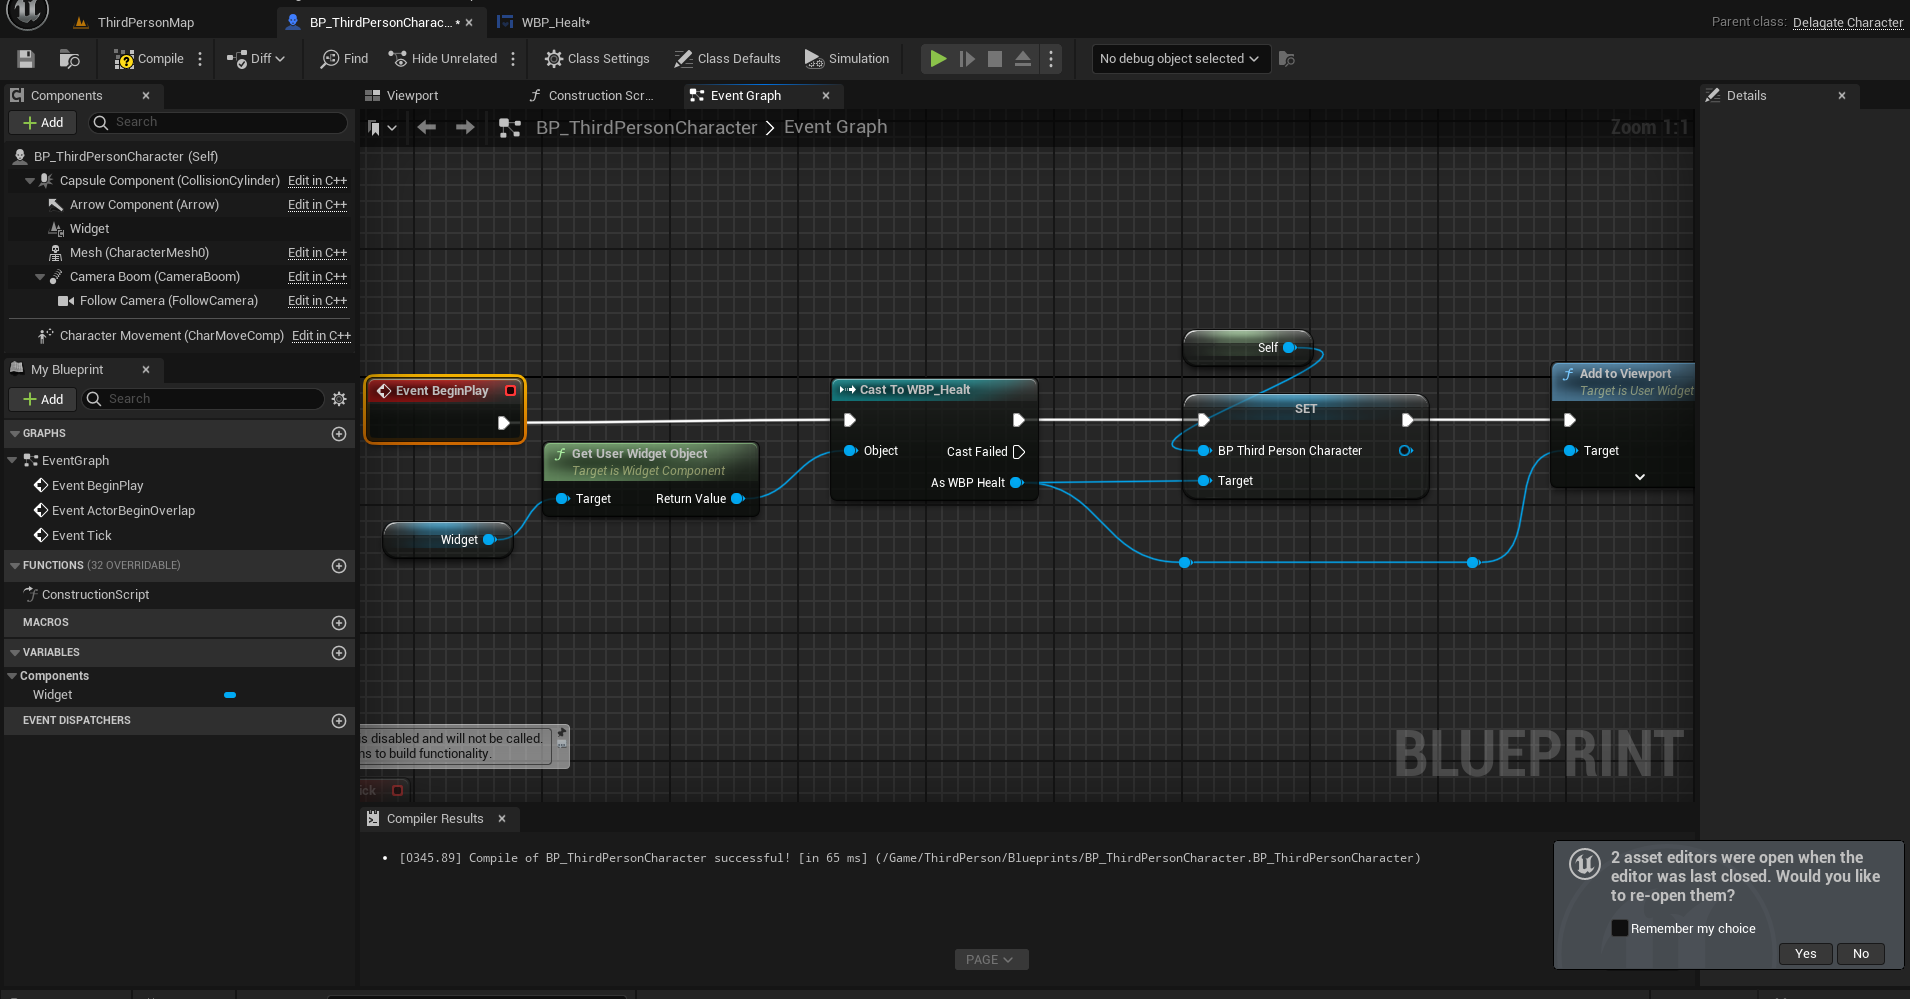 ThirdPersonMap
BP_ThirdPersonCharac... *
WBP_Healt*
Parent class: Delagate Character
Compile
Diff
Find
Hide Unrelated
Class Settings
Class Defaults
Simulation
No debug object selected
Components
Add
Search
BP_ThirdPersonCharacter (Self)
Capsule Component (CollisionCylinder) Edit in C++
Arrow Component (Arrow) Edit in C++
Widget
Mesh (CharacterMesh0) Edit in C++
Camera Boom (CameraBoom) Edit in C++
Follow Camera (FollowCamera) Edit in C++
Character Movement (CharMoveComp) Edit in C++
My Blueprint
Add
Search
GRAPHS
EventGraph
Event BeginPlay
Event ActorBeginOverlap
Event Tick
FUNCTIONS (32 OVERRIDABLE)
ConstructionScript
MACROS
VARIABLES
Components
Widget
EVENT DISPATCHERS
Viewport
Construction Scr...
Event Graph
BP_ThirdPersonCharacter > Event Graph
Zoom 1:1
Event BeginPlay
Get User Widget Object
Target is Widget Component
Target
Return Value
Widget
Cast To WBP_Healt
Object
Cast Failed
As WBP Healt
Self
SET
BP Third Person Character
Target
Add to Viewport
Target is User Widget
Target
s disabled and will not be called.
ns to build functionality.
ick
BLUEPRINT
Compiler Results
[0345.89] Compile of BP_ThirdPersonCharacter successful! [in 65 ms] (/Game/ThirdPerson/Blueprints/BP_ThirdPersonCharacter.BP_ThirdPersonCharacter)
PAGE
Details
2 asset editors were open when the
editor was last closed. Would you like
to re-open them?
Remember my choice
Yes
No